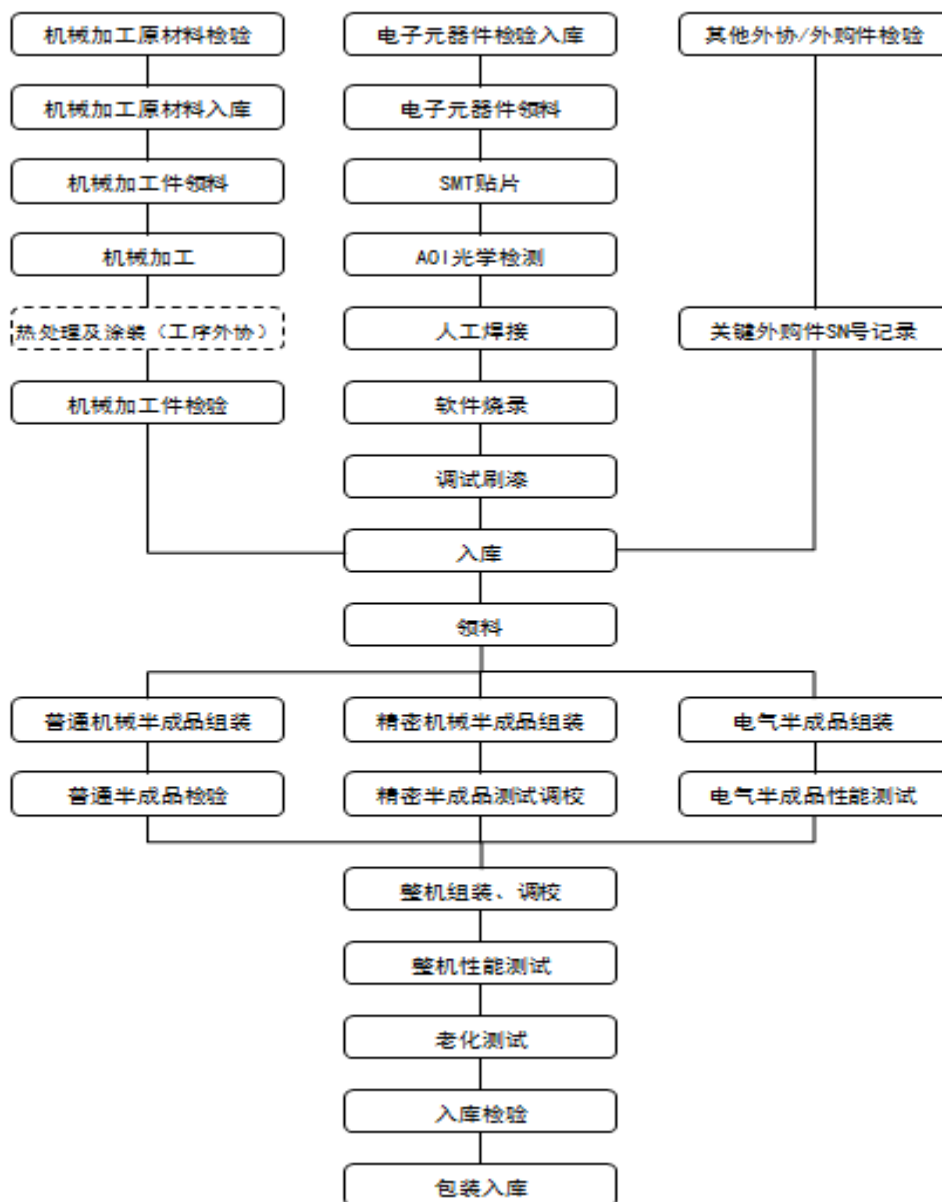 机械加工原材料检验
电子元器件检验入库
其他外协/外购件检验
机械加工原材料入库
电子元器件领料
机械加工件领料
SMT贴片
机械加工
AOI光学检测
热处理及涂装（工序外协）
人工焊接
关键外购件SN号记录
机械加工件检验
软件烧录
调试刷漆
入库
领料
普通机械半成品组装
精密机械半成品组装
电气半成品组装
普通半成品检验
精密半成品测试调校
电气半成品性能测试
整机组装、调校
整机性能测试
老化测试
入库检验
包装入库